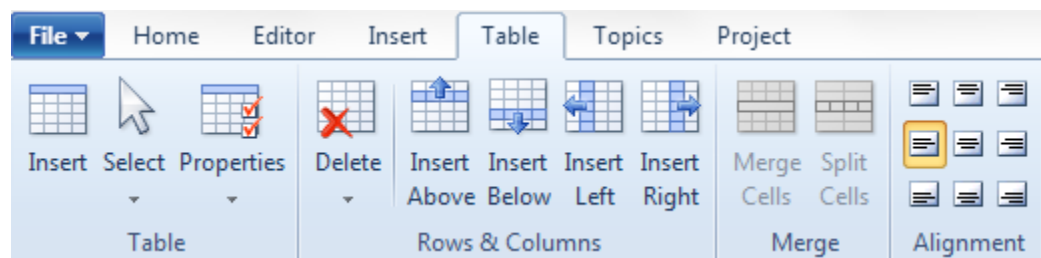 File Home Editor Insert Table Topics Project
Insert Select Properties Delete Insert Insert Insert Insert Merge Split
Above Below Left Right Cells Cells
Table Rows & Columns Merge Alignment